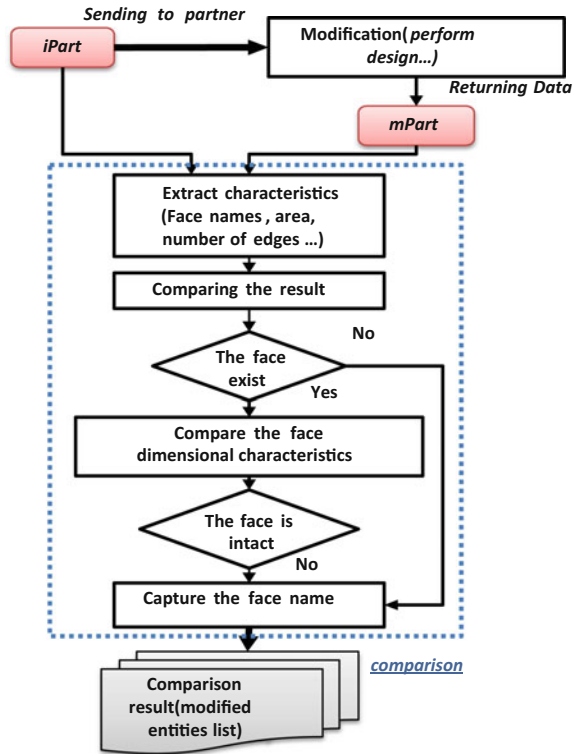 Sending to partner
iPart
Modification(perform
design...)
Returning Data
mPart
Extract characteristics
(Face names , area,
number of edges ...)
Comparing the result
No
The face
exist
Yes
Compare the face
dimensional characteristics
The face is
intact
No
Capture the face name
comparison
Comparison
result(modified
entities list)